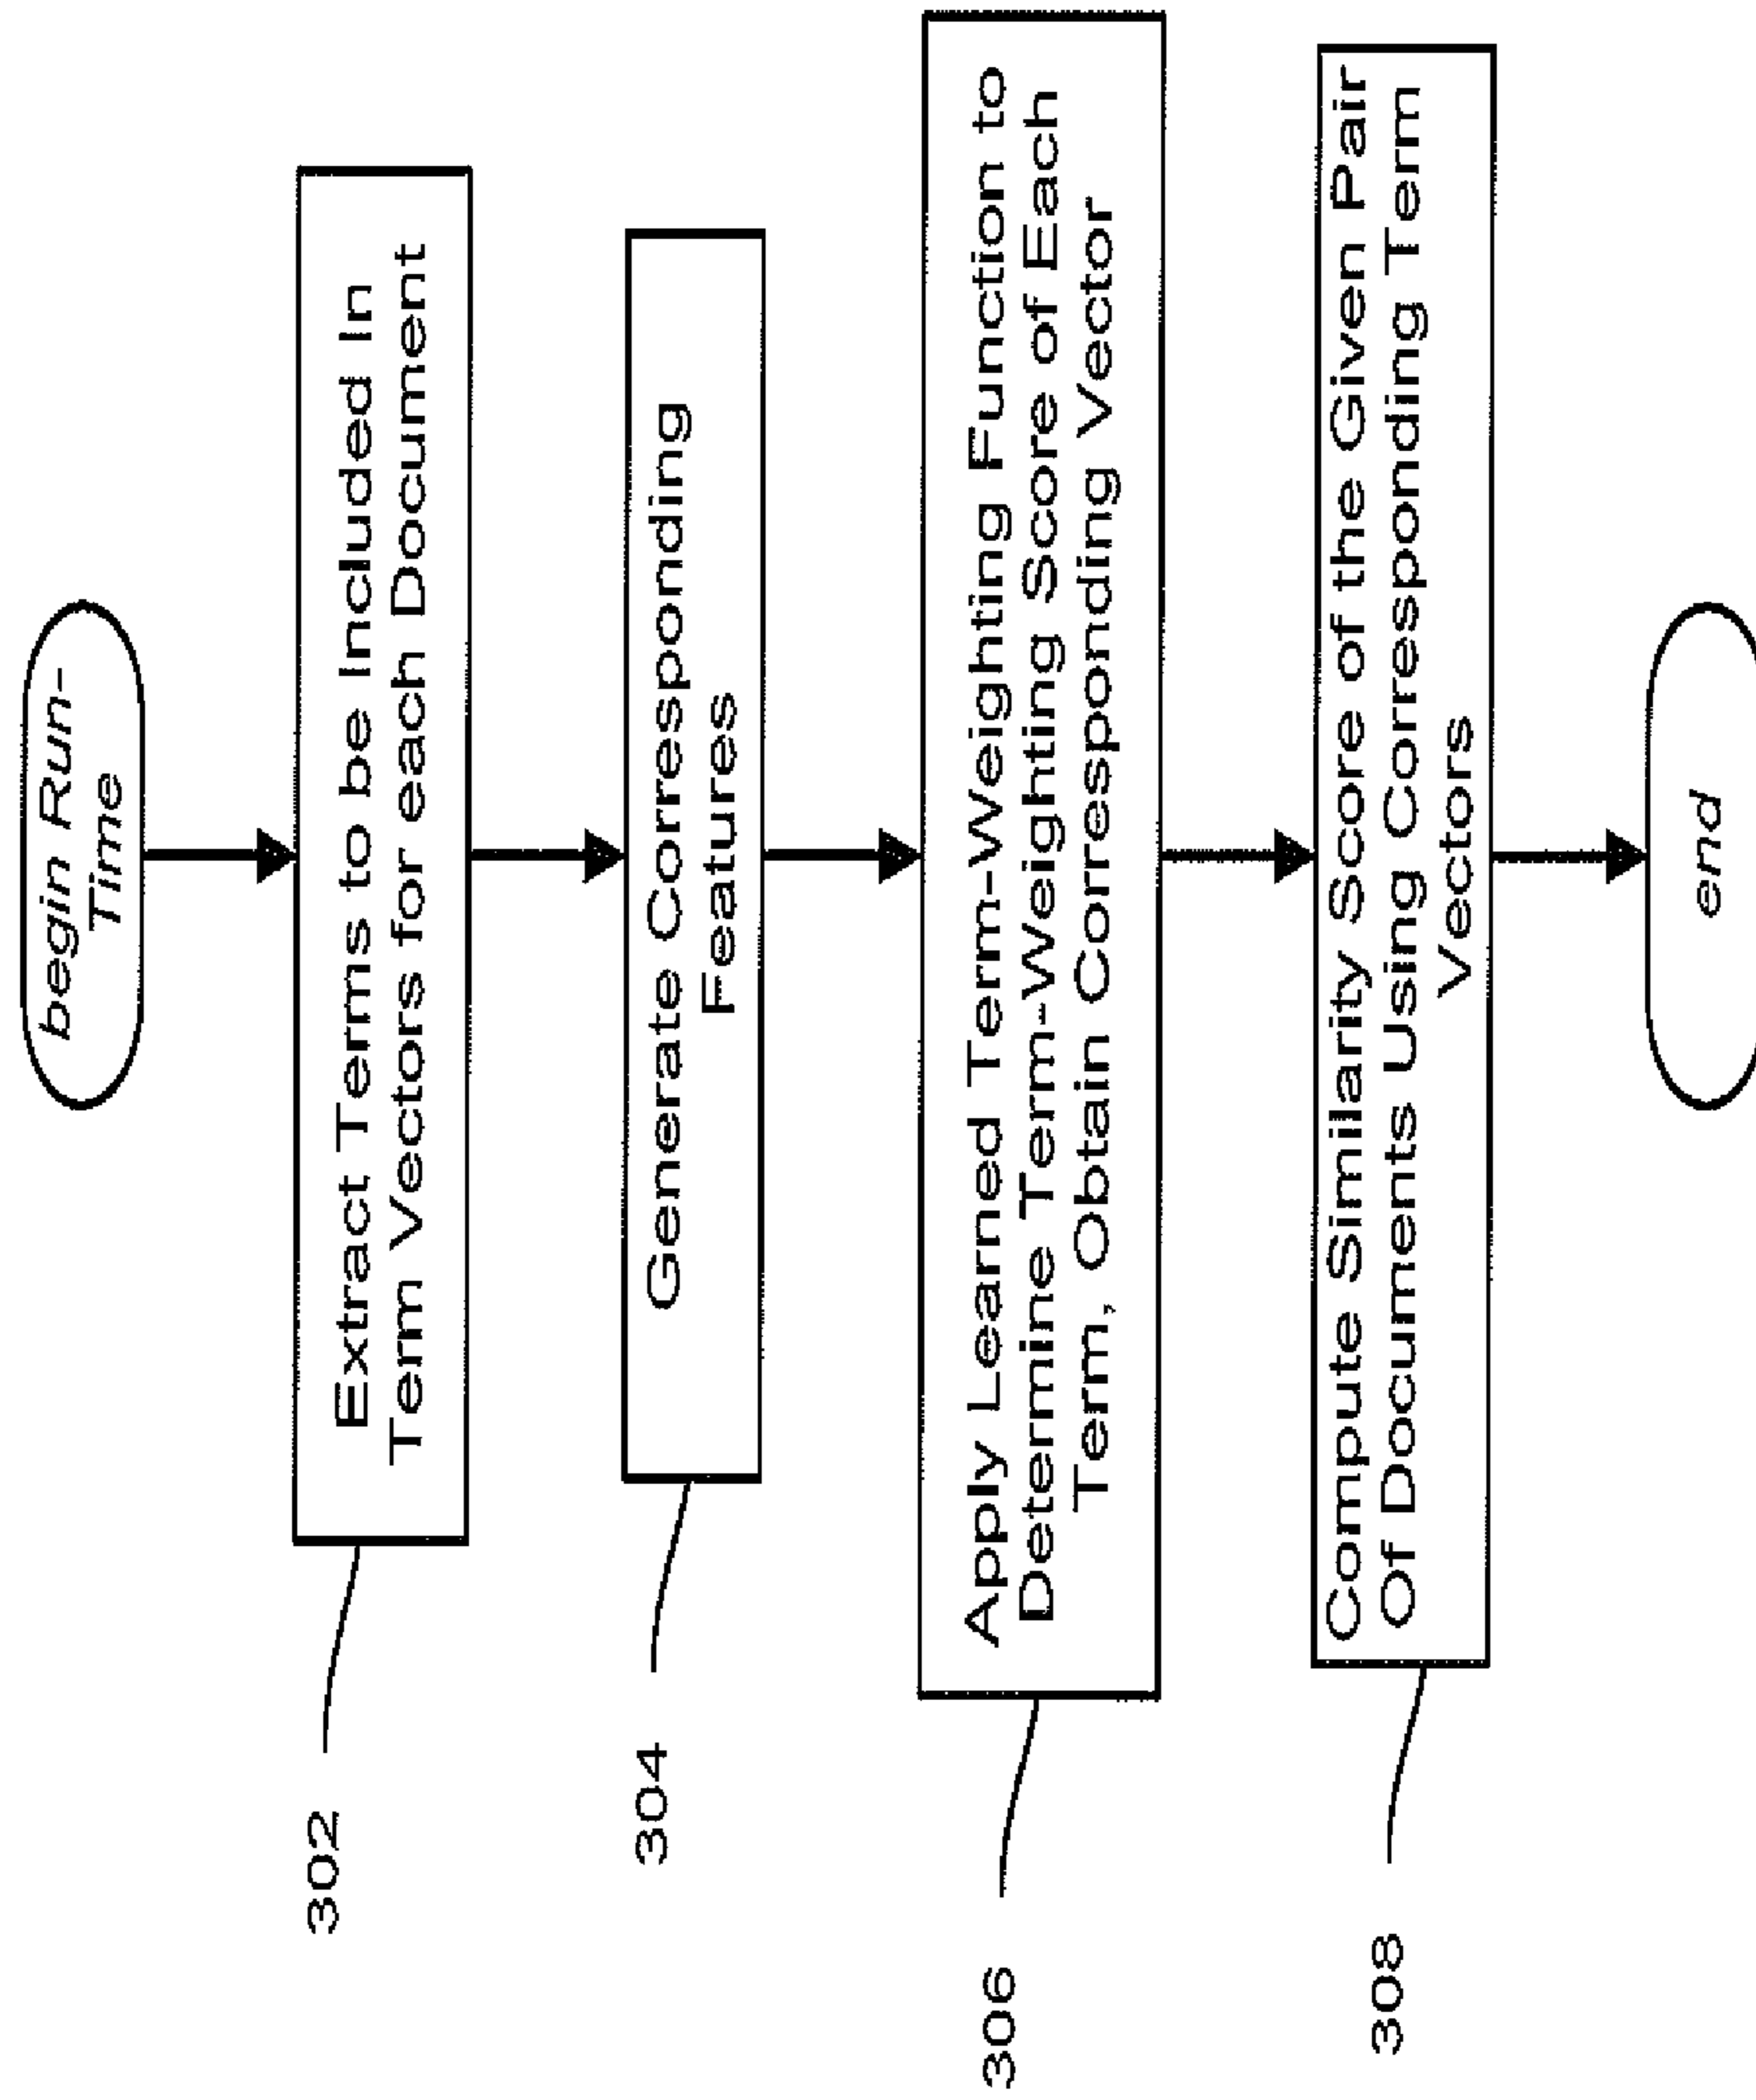 begin Run-
Time
302
Extract Terms to be Included In
Term Vectors for each Document
304
Generate Corresponding
Features
306
Apply Learned Term-Weighting Function to
Determine Term-Weighting Score of Each
Term, Obtain Corresponding Vector
308
Compute Similarity Score of the Given Pair
Of Documents Using Corresponding Term
Vectors
end